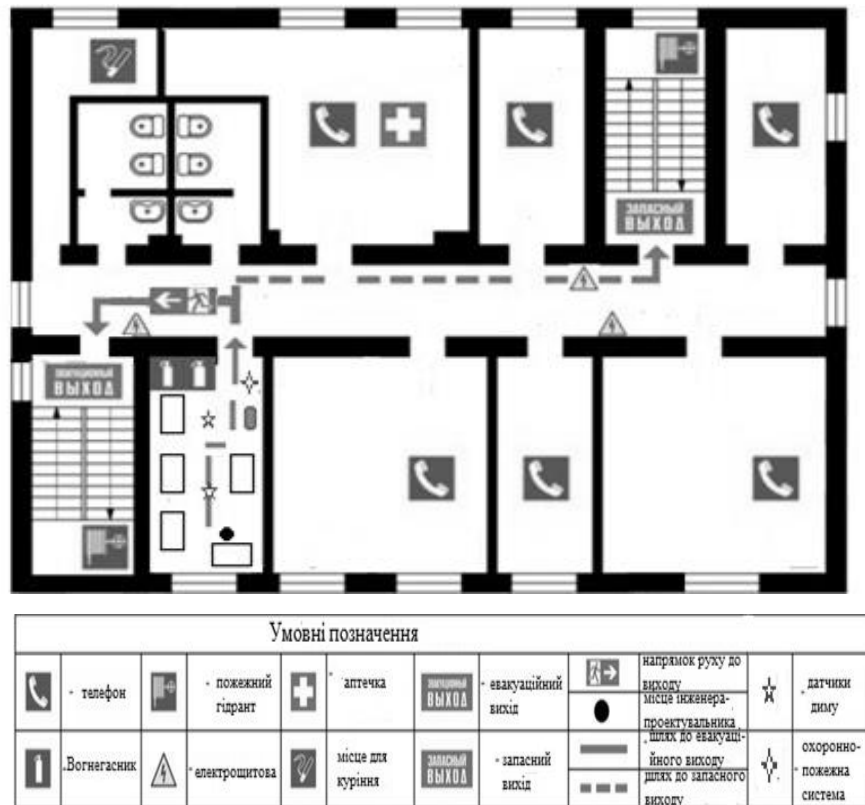 ЗАПАСНЫЙ
ВЫХОД
ЭВАКУАЦИОННЫЙ
ВЫХОД
Умовні позначення
- телефон
- пожежний
гідрант
- аптечка
ЭВАКУАЦИОННЫЙ
ВЫХОД
- евакуаційний
вихід
напрямок руху до
виходу
місце інженера-
проектувальника
датчики
диму
Вогнегасник
- електрощитова
місце для
куріння
ЗАПАСНЫЙ
ВЫХОД
- запасний
вихід
шлях до евакуаці-
йного виходу
шлях до запасного
виходу
охоронно-
пожежна
система